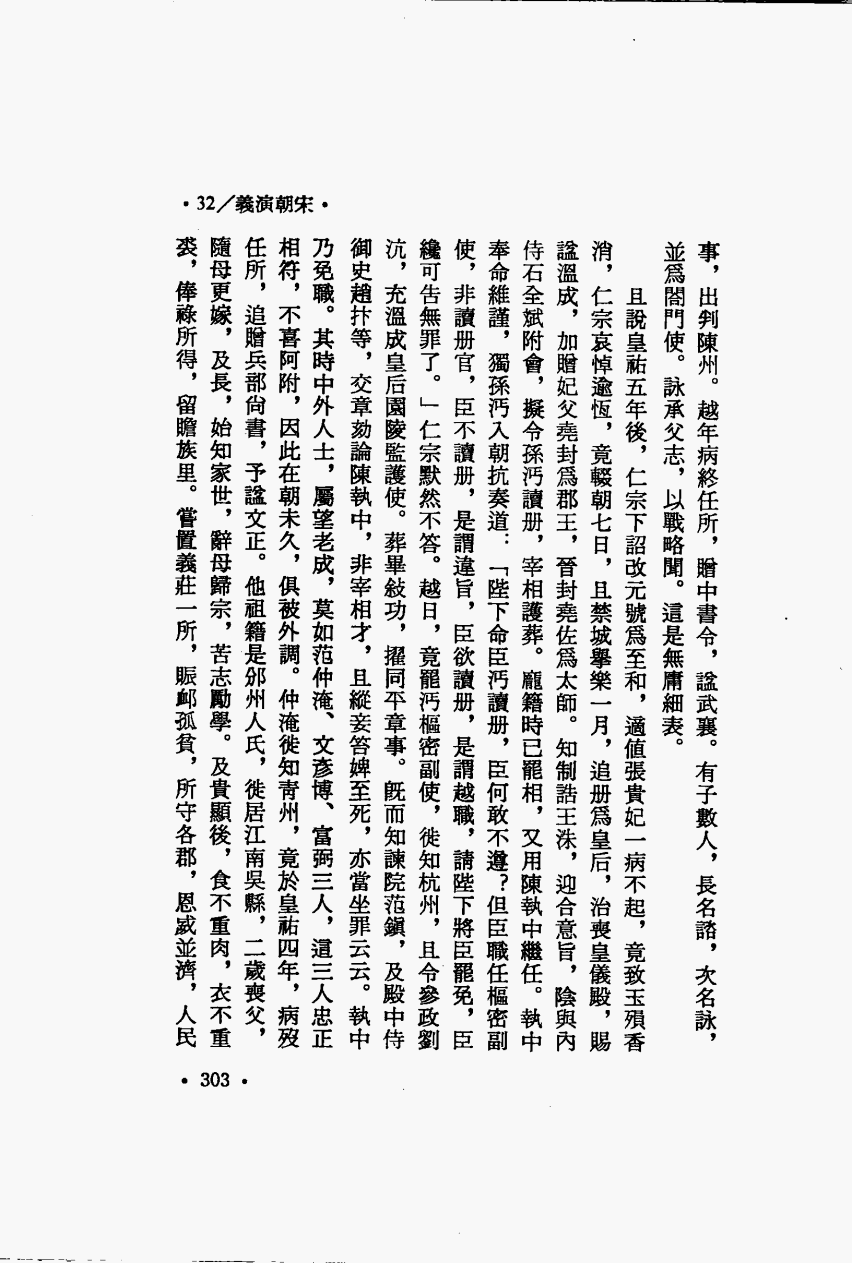 •32/義演朝宋•
事，出判陳州。越年病終任所，贈中書令，諡武襄。有子數人，長名諮，次名詠，
並爲閤門使。詠承父志，以戰略聞。這是無庸細表。
且說皇祐五年後，仁宗下詔改元號爲至和，適值張貴妃一病不起，竟致玉殞香
消，仁宗哀悼逾恆，竟輟朝七日，且禁城舉樂一月，追册爲皇后，治喪皇儀殿，賜
諡溫成，加贈妃父堯封爲郡王，晉封堯佐爲太師。知制誥王洙，迎合意旨，陰與內
侍石全斌附會，擬令孫沔讀册，宰相護葬。龐籍時已罷相，又用陳執中繼任。執中
奉命維謹，獨孫沔入朝抗奏道：「陛下命臣沔讀册，臣何敢不遵？但臣職任樞密副
使，非讀册官，臣不讀册，是謂違旨，臣欲讀册，是謂越職，請陛下將臣罷免，臣
纔可告無罪了。」仁宗默然不答。越日，竟罷沔樞密副使，徙知杭州，且令參政劉
沆，充溫成皇后園陵監護使。葬畢敍功，擢同平章事。旣而知諫院范鎭，及殿中侍
御史趙抃等，交章劾論陳執中，非宰相才，且縱妾笞婢至死，亦當坐罪云云。執中
乃免職。其時中外人士，屬望老成，莫如范仲淹、文彥博、富弼三人，這三人忠正
相符，不喜阿附，因此在朝未久，俱被外調。仲淹徙知靑州，竟於皇祐四年，病歿
任所，追贈兵部尚書，予諡文正。他祖籍是邠州人氏，徙居江南吳縣，二歲喪父，
隨母更嫁，及長，始知家世，辭母歸宗，苦志勵學。及貴顯後，食不重肉，衣不重
裘，俸祿所得，留贍族里。嘗置義莊一所，賑卹孤貧，所守各郡，恩威並濟，人民
•303•